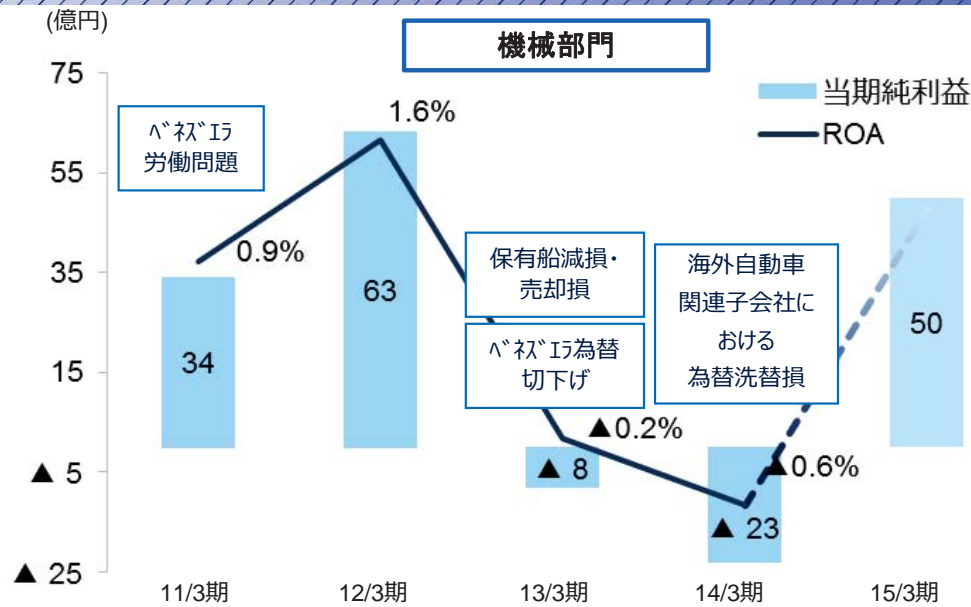 (億円)
機械部門
当期純利益
ROA
75
55
35
15
▲ 5
▲ 25
ﾍﾞﾈｽﾞｴﾗ
労働問題
0.9%
1.6%
保有船減損・
売却損
ﾍﾞﾈｽﾞｴﾗ為替
切下げ
海外自動車
関連子会社に
おける
為替洗替損
▲0.2%
▲0.6%
34
63
▲ 8
▲ 23
50
11/3期
12/3期
13/3期
14/3期
15/3期